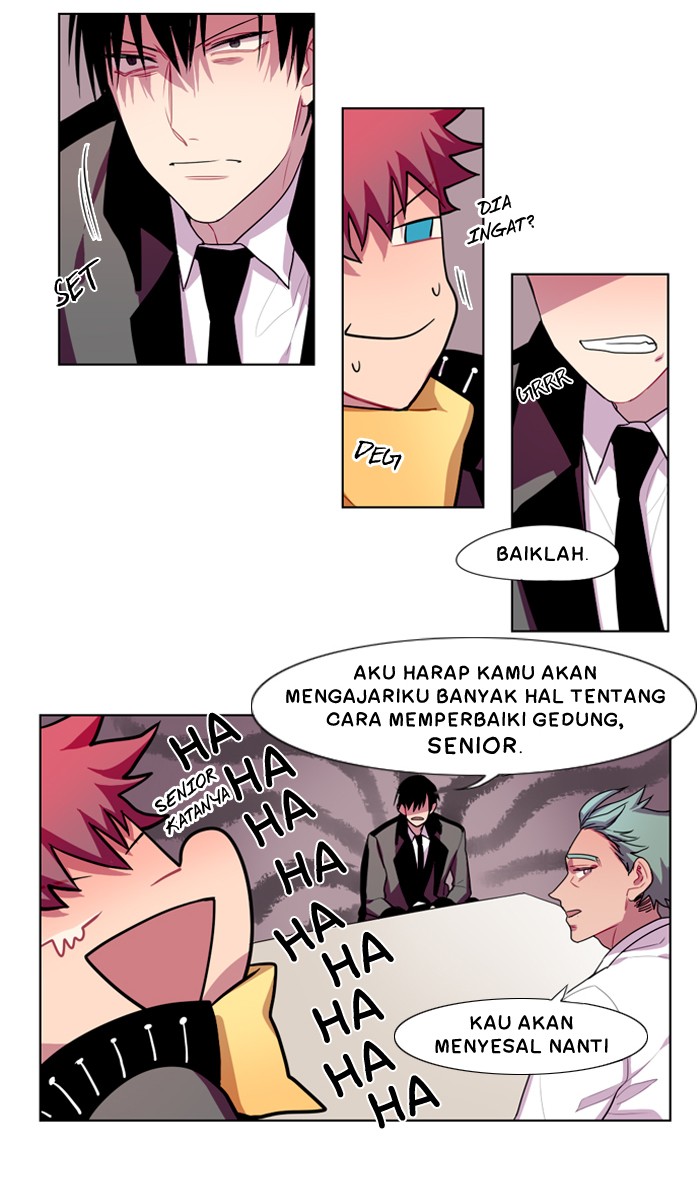 SET
DIA
INGAT?
DEG
GRRR
BAIKLAH.
AKU HARAP KAMU AKAN
MENGAJARIKU BANYAK HAL TENTANG
CARA MEMPERBAIKI GEDUNG,
SENIOR.
SENIOR
KATANYA
HA
HA
HA
HA
HA
HA
HA
HA
HA
KAU AKAN
MENYESAL NANTI